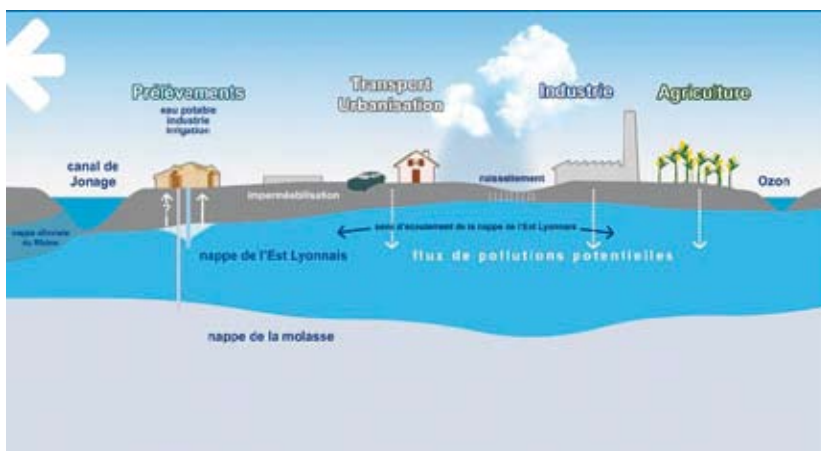 Prélèvements
eau potable
industrie
irrigation
Transport
Urbanisation
Industrie
Agriculture
canal de
Jonage
imperméabilisation
ruissellement
Ozon
nappe alluviale
du Rhône
sens d'écoulement de la nappe de l'Est Lyonnais
nappe de l'Est Lyonnais
flux de pollutions potentielles
nappe de la molasse